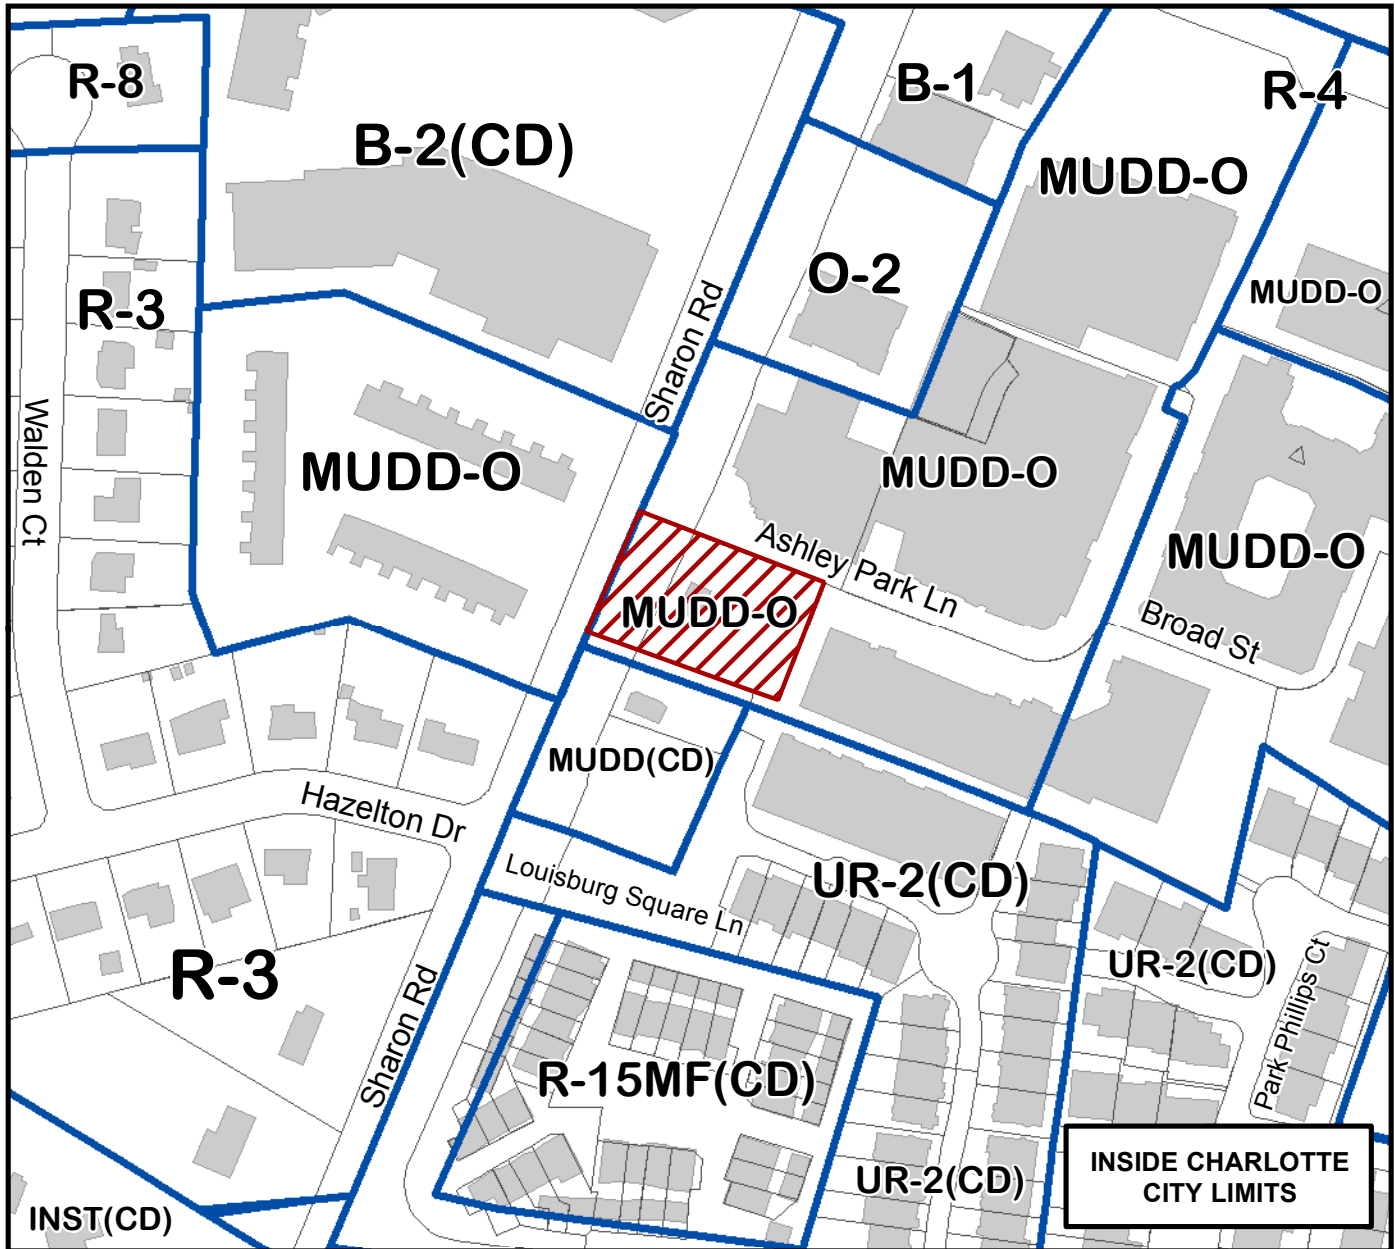 R-8
B-2(CD)
B-1
R-4
MUDD-O
R-3
O-2
MUDD-O
Sharon Rd
Walden Ct
MUDD-O
MUDD-O
MUDD-O
Ashley Park Ln
MUDD-O
Broad St
MUDD(CD)
Hazelton Dr
Louisburg Square Ln
UR-2(CD)
R-3
UR-2(CD)
Sharon Rd
Park Phillips Ct
R-15MF(CD)
UR-2(CD)
INST(CD)
INSIDE CHARLOTTE
CITY LIMITS